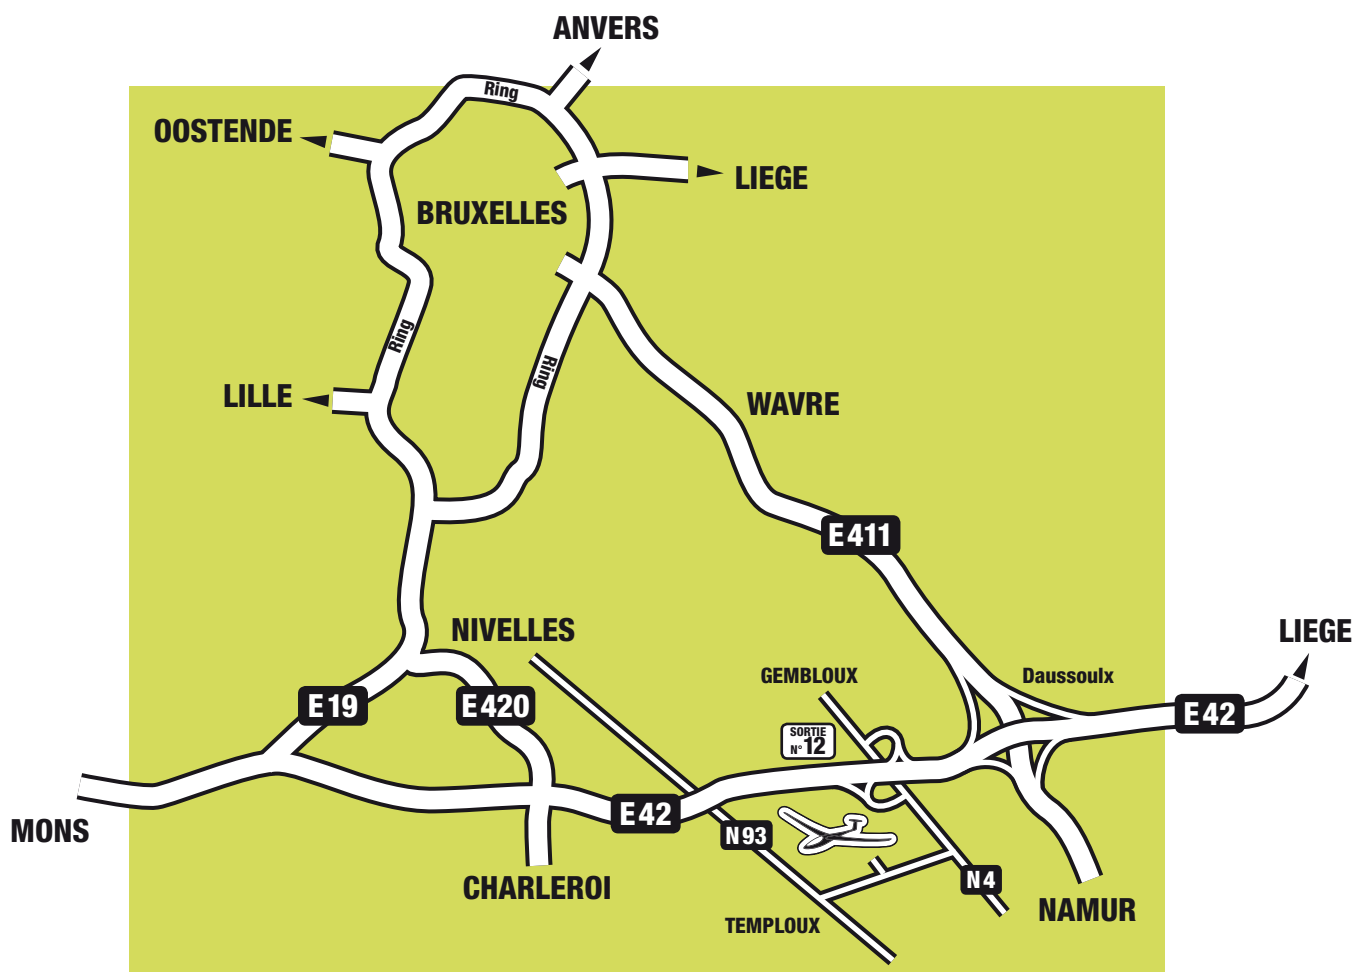 ANVERS
Ring
OOSTENDE
LIEGE
BRUXELLES
Ring
Ring
LILLE
WAVRE
E411
NIVELLES
LIEGE
GEMBLOUX
Daussoulx
E19
E420
E42
SORTIE
N° 12
MONS
E42
N93
CHARLEROI
N4
NAMUR
TEMPLOUX